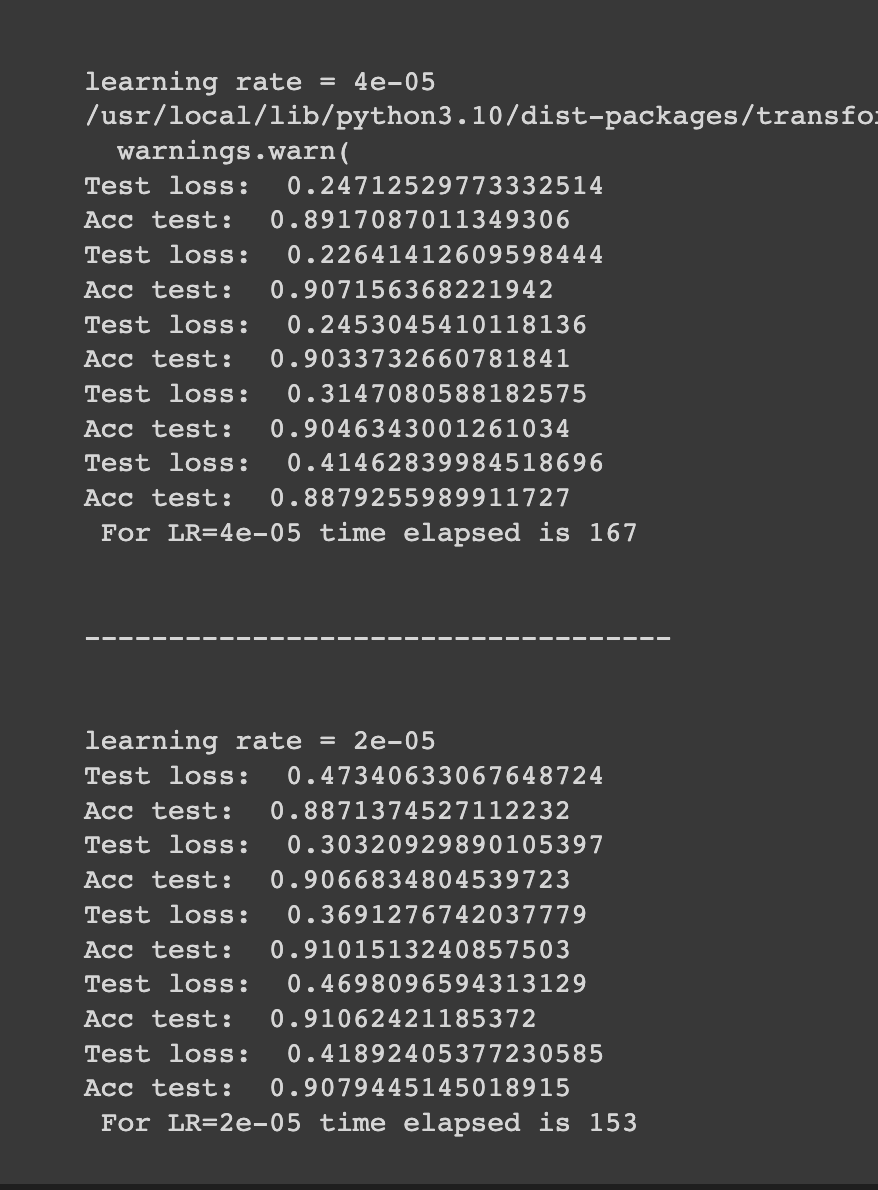 learning rate = 4e-05
/usr/local/lib/python3.10/dist-packages/transfo
warnings.warn(
Test loss:  0.24712529773332514
Acc test:  0.8917087011349306
Test loss:  0.22641412609598444
Acc test:  0.907156368221942
Test loss:  0.2453045410118136
Acc test:  0.9033732660781841
Test loss:  0.3147080588182575
Acc test:  0.9046343001261034
Test loss:  0.41462839984518696
Acc test:  0.8879255989911727
For LR=4e-05 time elapsed is 167
-----------------------------------
learning rate = 2e-05
Test loss:  0.47340633067648724
Acc test:  0.8871374527112232
Test loss:  0.30320929890105397
Acc test:  0.9066834804539723
Test loss:  0.3691276742037779
Acc test:  0.9101513240857503
Test loss:  0.4698096594313129
Acc test:  0.91062421185372
Test loss:  0.41892405377230585
Acc test:  0.9079445145018915
For LR=2e-05 time elapsed is 153